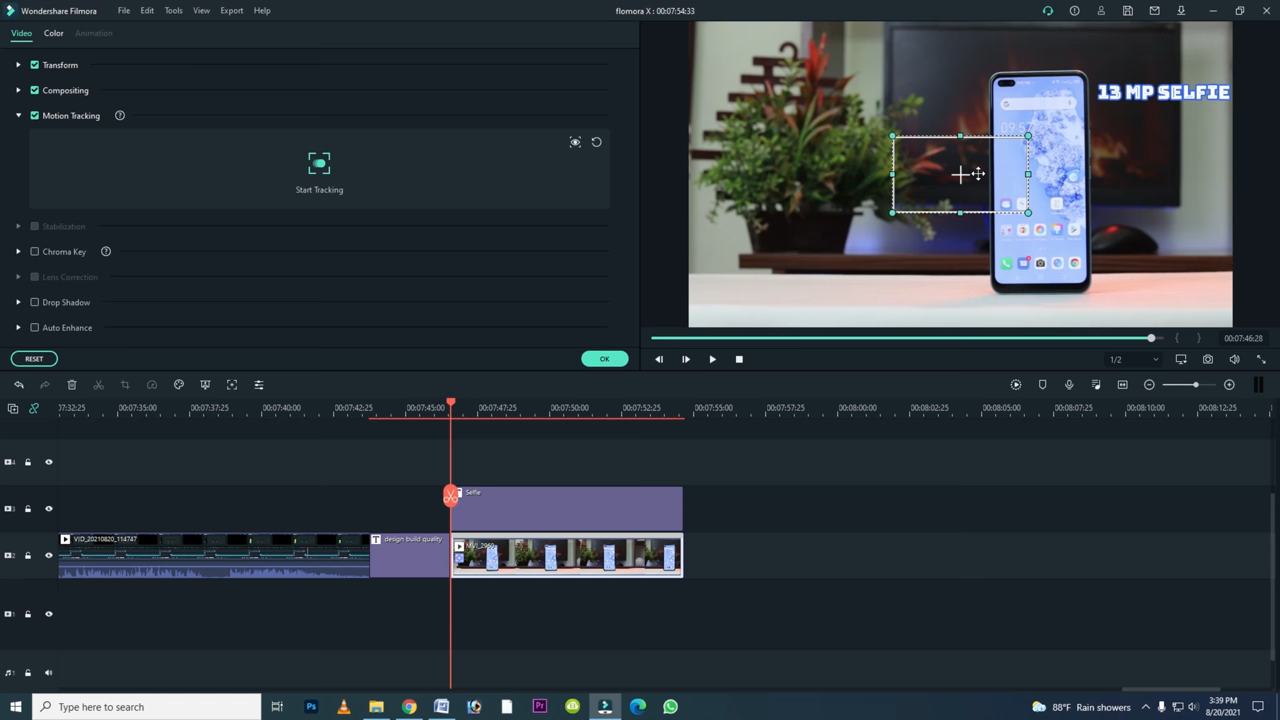 Wondershare Filmora File Edit Tools View Export Help flomora X : 00:07:54:33
Video Color Animation
Transform
Compositing
Motion Tracking
Start Tracking
Stabilization
Chroma Key
Lens Correction
Drop Shadow
Auto Enhance
RESET OK
13 MP SELFIE
00:07:46:28
1/2
07:32:25 00:07:35:00 00:07:37:25 00:07:40:00 00:07:42:25 00:07:45:00 00:07:47:25 00:07:50:00 00:07:52:25 00:07:55:00 00:07:57:25 00:08:00:00 00:08:02:25 00:08:05:00 00:08:07:25 00:08:10:00 00:08:12:25
4
3 Selfie
2 VID_20210820_114747 design build quality
1
1
Type here to search 88°F Rain showers 3:39 PM
8/20/2021